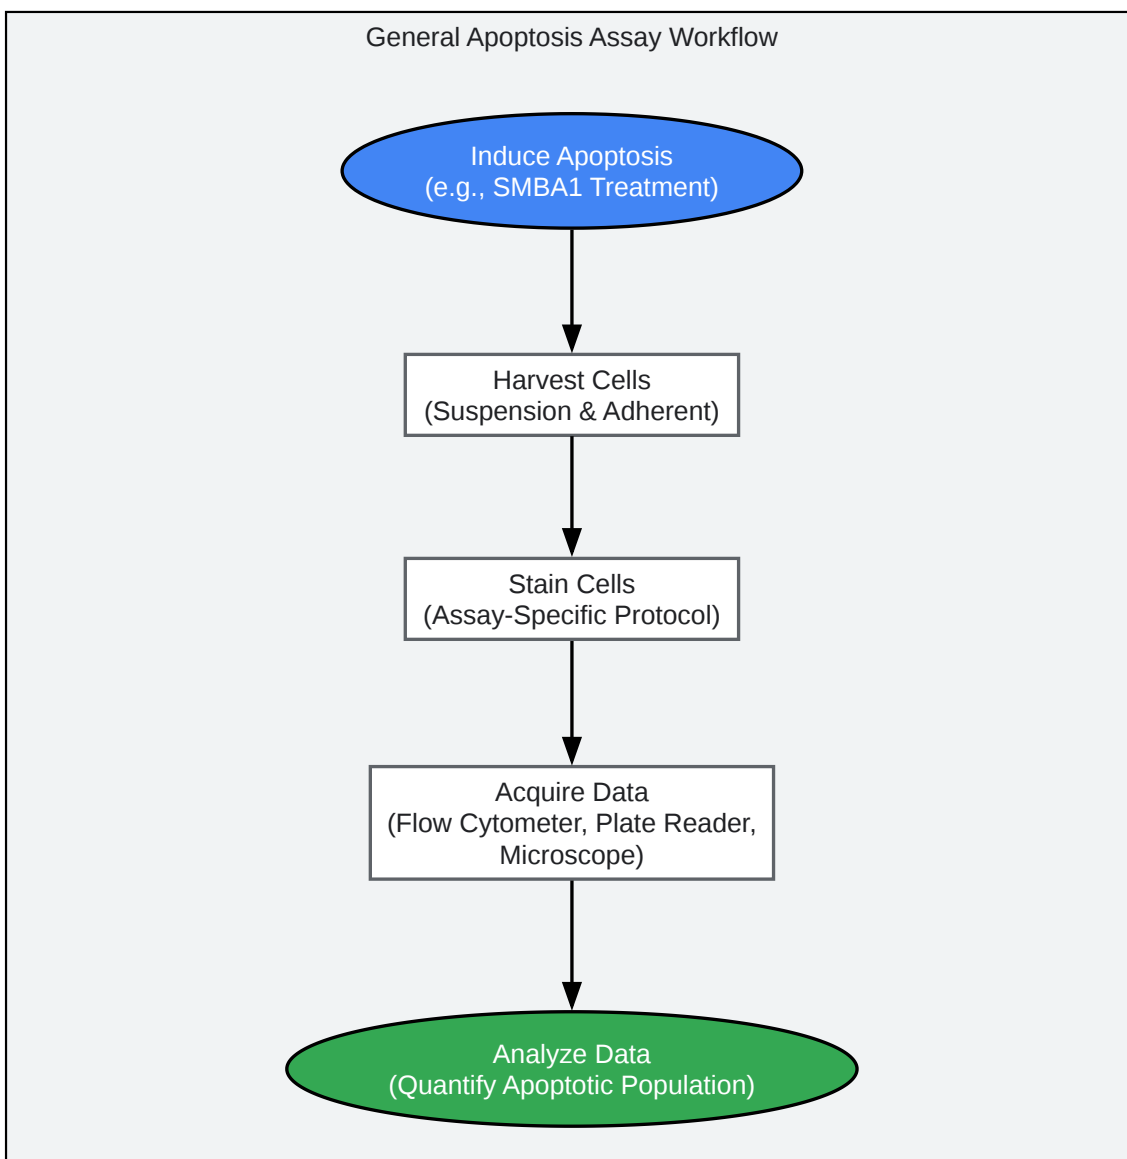 General Apoptosis Assay Workflow
Induce Apoptosis
(e.g., SMBA1 Treatment)
Harvest Cells
(Suspension & Adherent)
Stain Cells
(Assay-Specific Protocol)
Acquire Data
(Flow Cytometer, Plate Reader,
Microscope)
Analyze Data
(Quantify Apoptotic Population)